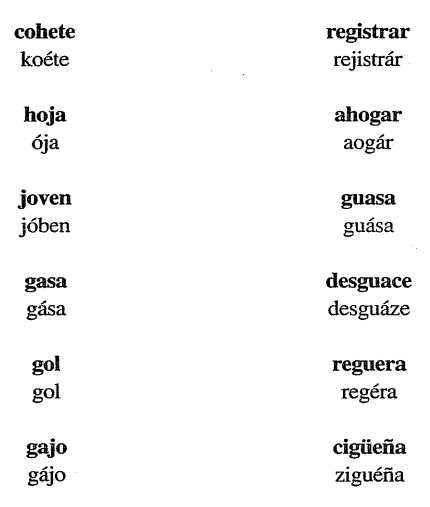 cohete
koéte
hoja
ója
joven
jóben
gasa
gása
gol
gol
gajo
gájo
registrar
rejistrár
ahogar
aogár
guasa
guása
desguace
desguáze
reguera
regéra
cigüeña
ziguéña